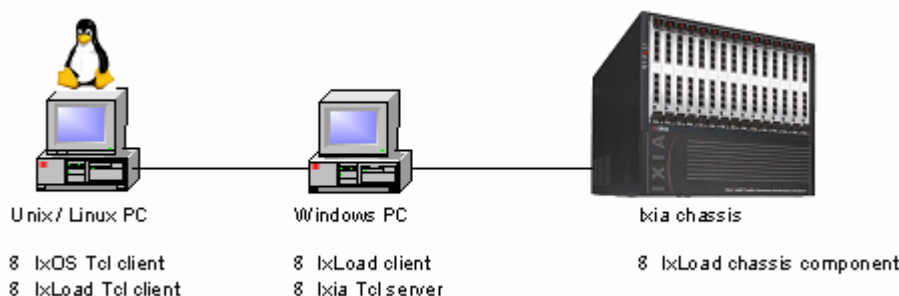 Unix / Linux PC
8 IxOS Tcl client
8 IxLoad Tcl client
Windows PC
8 IxLoad client
8 Ixia Tcl server
IXIA
Ixia chassis
8 IxLoad chassis component